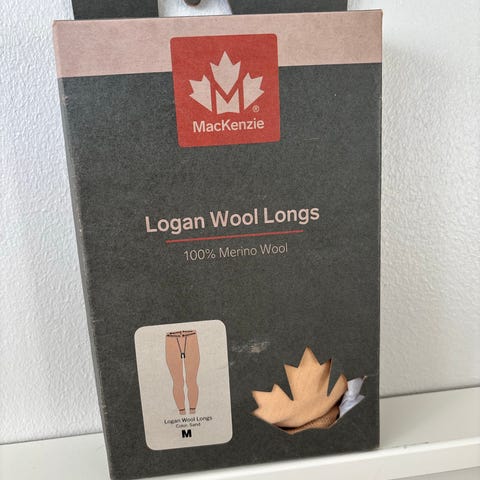 M®
MacKenzie
Logan Wool Longs
100% Merino Wool
Logan Wool Longs
Color: Sand
M